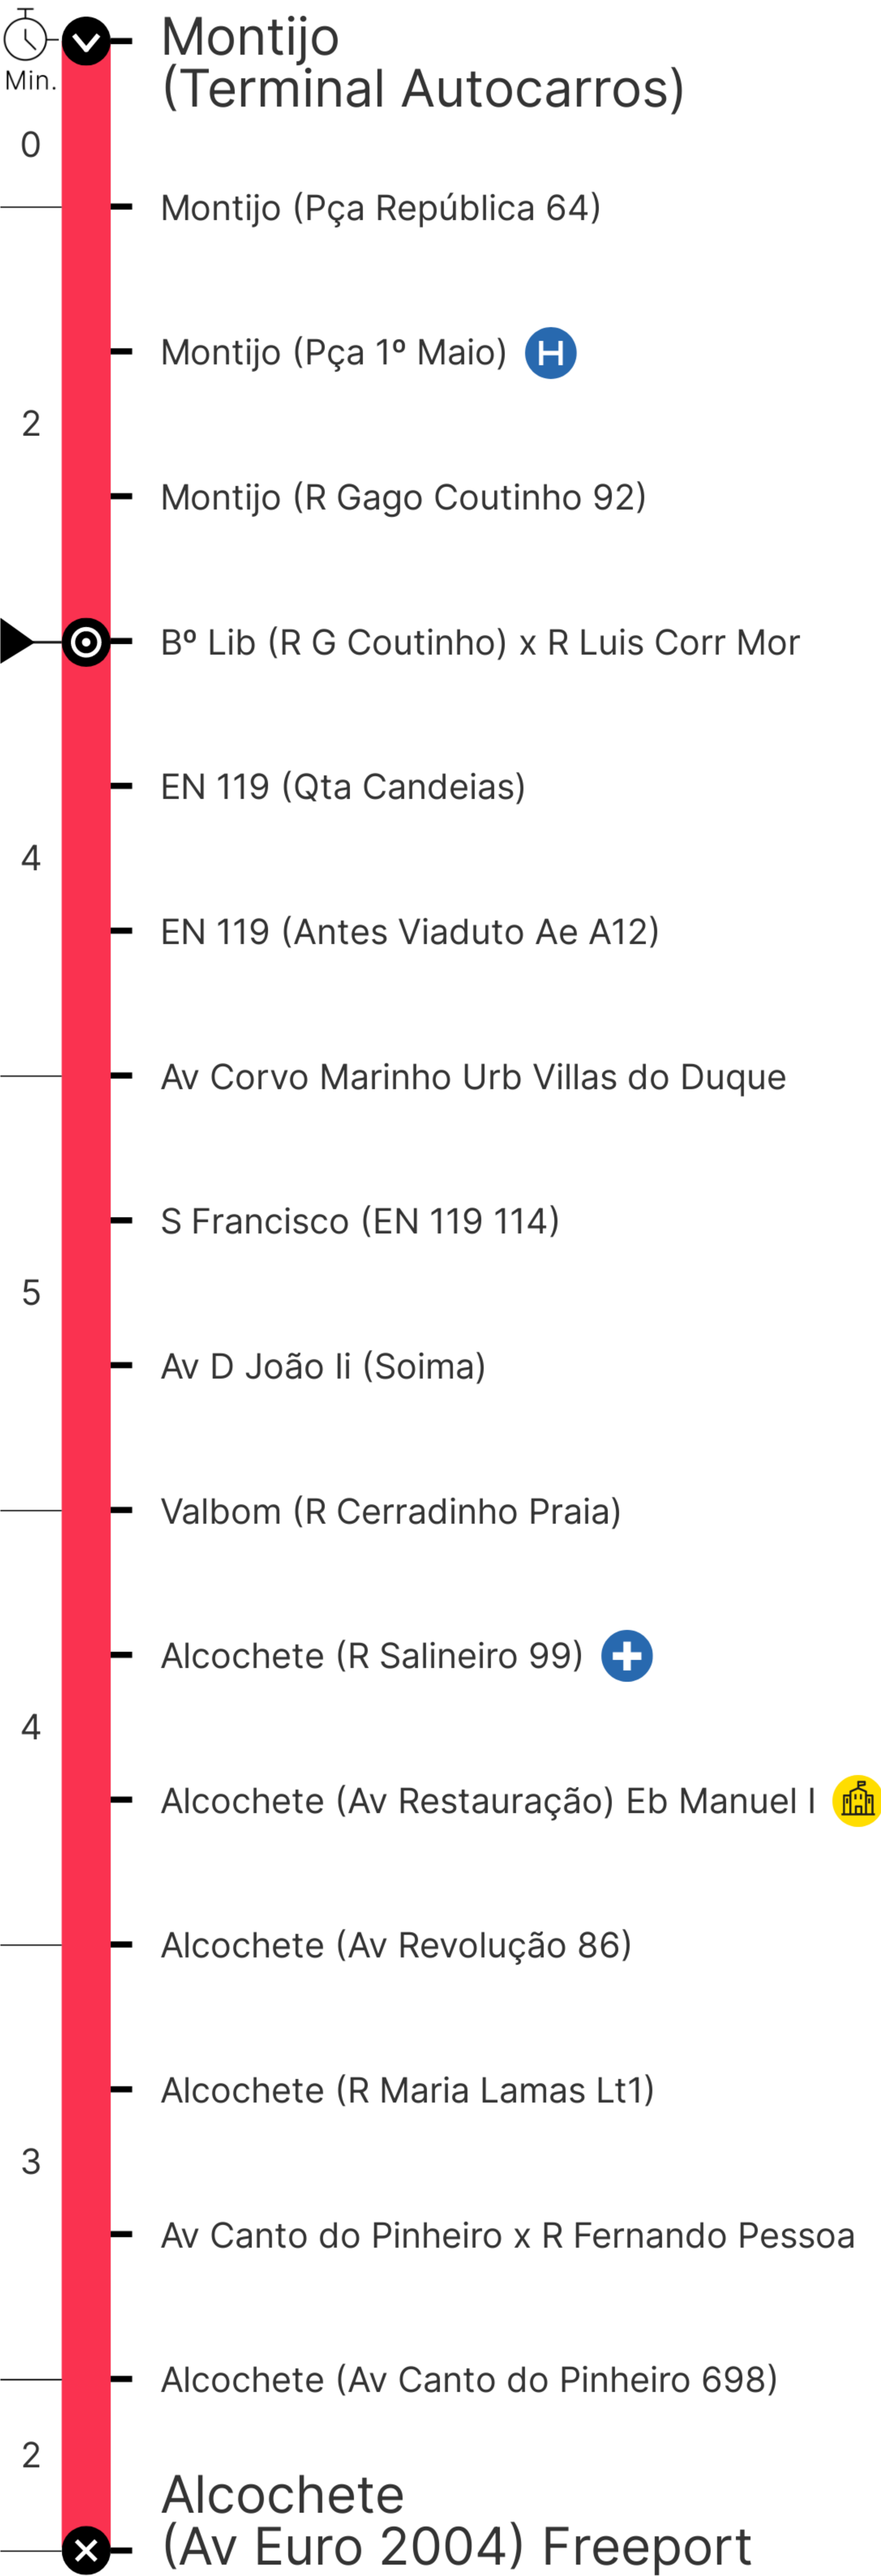 Montijo
(Terminal Autocarros)
Min.
0
Montijo (Pça República 64)
Montijo (Pça 1º Maio) H
2
Montijo (R Gago Coutinho 92)
Bº Lib (R G Coutinho) x R Luis Corr Mor
EN 119 (Qta Candeias)
4
EN 119 (Antes Viaduto Ae A12)
Av Corvo Marinho Urb Villas do Duque
S Francisco (EN 119 114)
5
Av D João Ii (Soima)
Valbom (R Cerradinho Praia)
Alcochete (R Salineiro 99)
4
Alcochete (Av Restauração) Eb Manuel I
Alcochete (Av Revolução 86)
Alcochete (R Maria Lamas Lt1)
3
Av Canto do Pinheiro x R Fernando Pessoa
Alcochete (Av Canto do Pinheiro 698)
2
Alcochete
(Av Euro 2004) Freeport